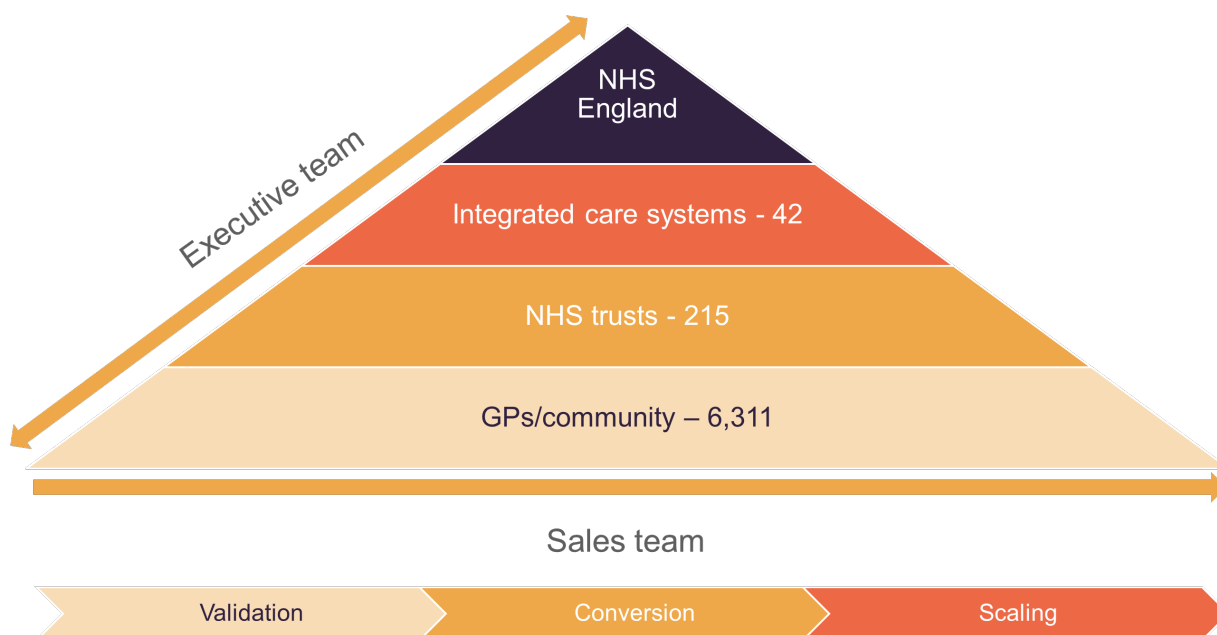 NHS
England
Executive team
Integrated care systems - 42
NHS trusts - 215
GPs/community – 6,311
Sales team
Validation
Conversion
Scaling